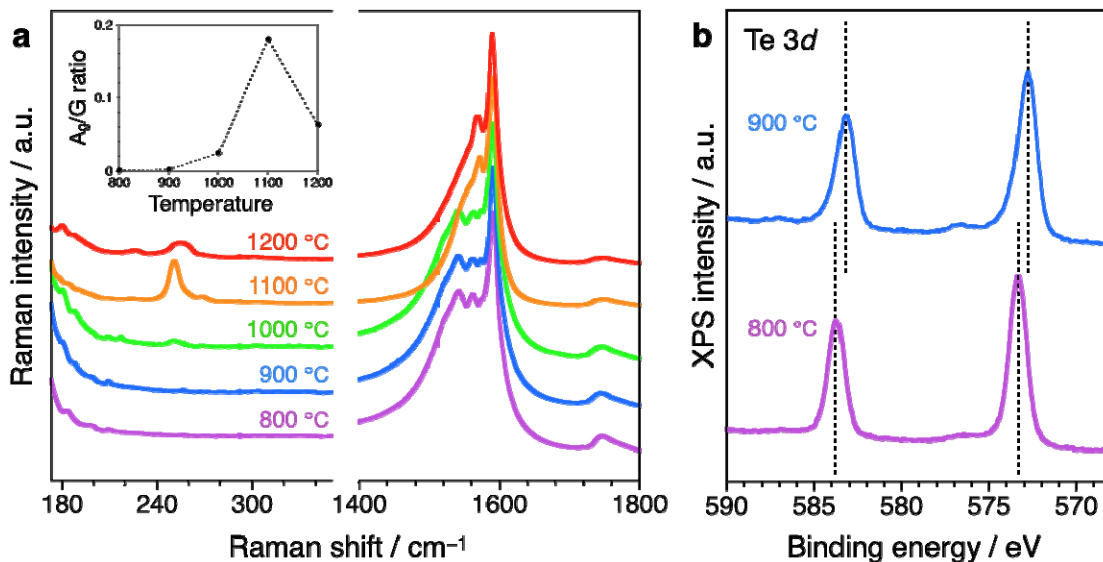 a
0.2
0.1
0
A₀/G ratio
800 900 1000 1100 1200
Temperature
1200 °C
1100 °C
1000 °C
900 °C
800 °C
Raman intensity / a.u.
180 240 300 1400 1600 1800
Raman shift / cm⁻¹
b
Te 3d
900 °C
800 °C
XPS intensity / a.u.
590 585 580 575 570
Binding energy / eV